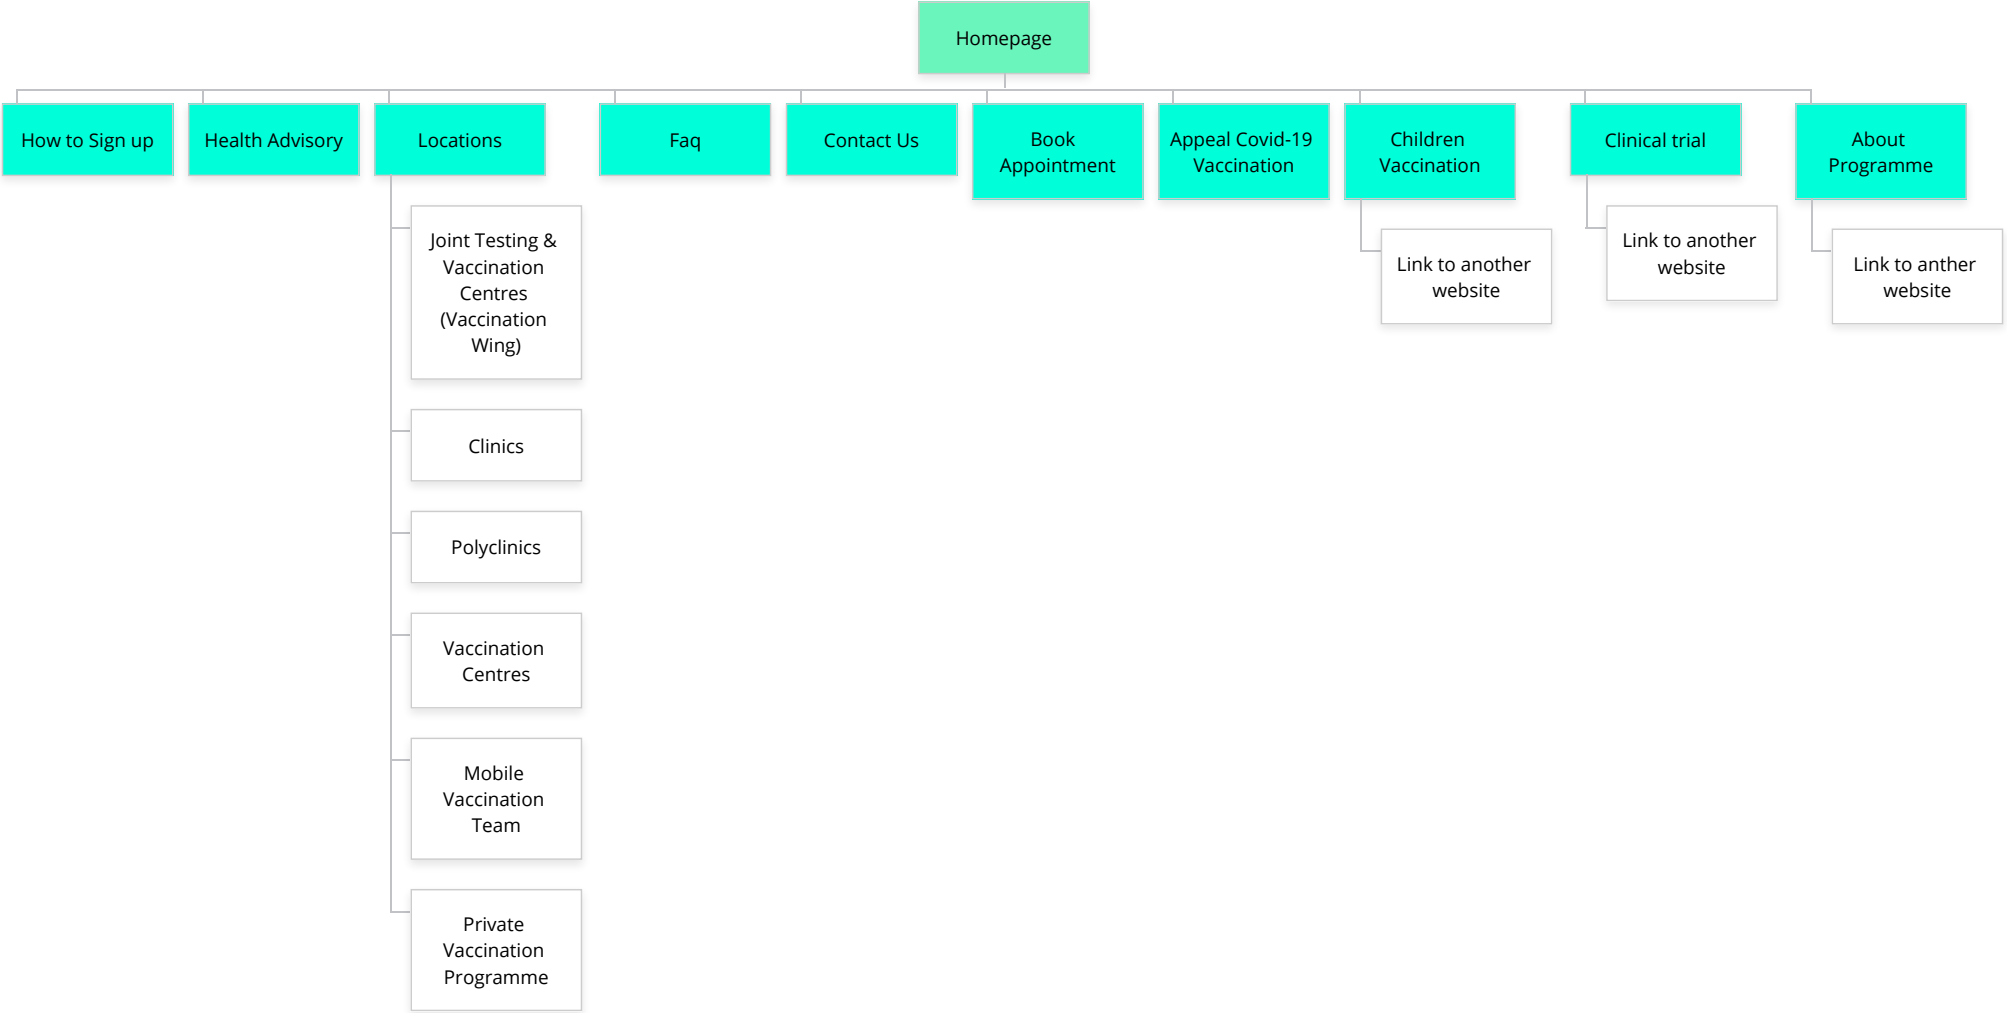 Homepage
How to Sign up
Health Advisory
Locations
Faq
Contact Us
Book
Appointment
Appeal Covid-19
Vaccination
Children
Vaccination
Clinical trial
About
Programme
Joint Testing &
Vaccination
Centres
(Vaccination
Wing)
Clinics
Polyclinics
Vaccination
Centres
Mobile
Vaccination
Team
Private
Vaccination
Programme
Link to another
website
Link to another
website
Link to anther
website